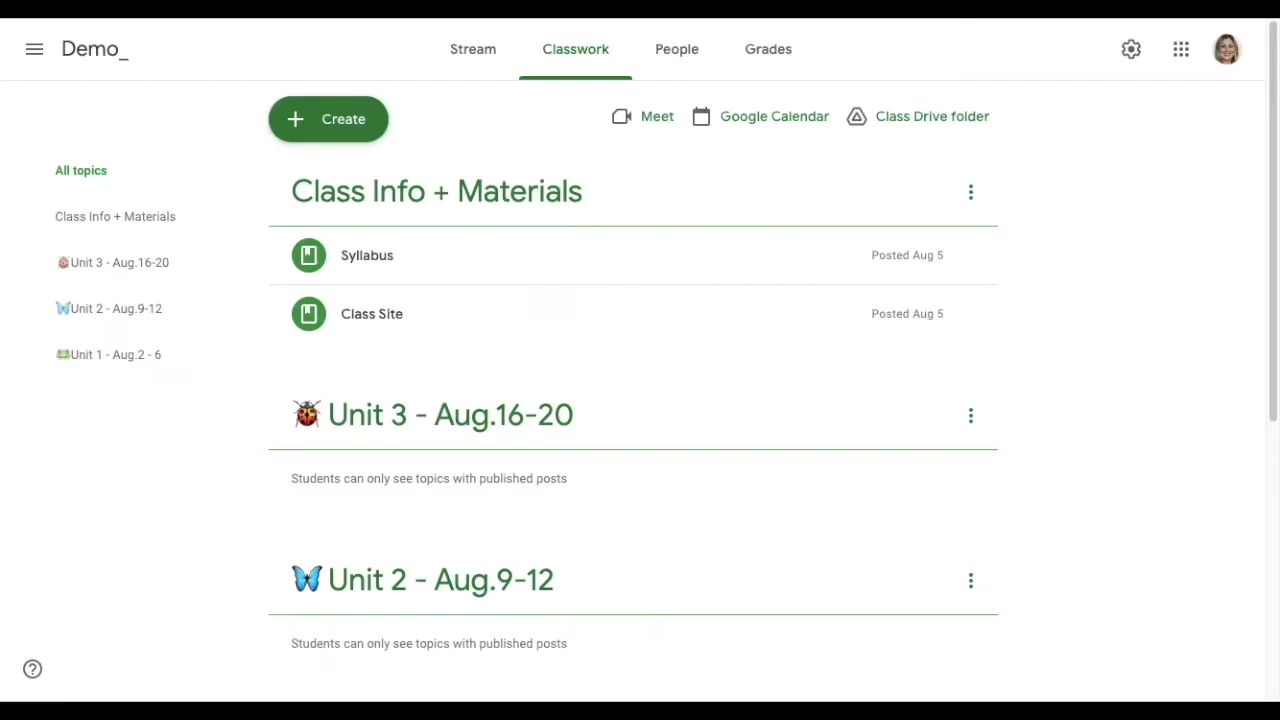 Demo_
Stream Classwork People Grades
Create
Meet Google Calendar Class Drive folder
All topics
Class Info + Materials
🐞Unit 3 - Aug.16-20
🦋Unit 2 - Aug.9-12
🐸Unit 1 - Aug.2 - 6
Class Info + Materials
Syllabus Posted Aug 5
Class Site Posted Aug 5
🐞 Unit 3 - Aug.16-20
Students can only see topics with published posts
🦋 Unit 2 - Aug.9-12
Students can only see topics with published posts